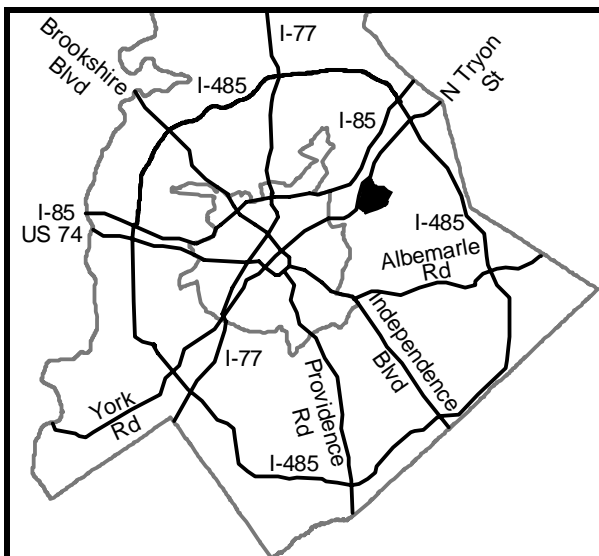 I-77
Brookshire
Blvd
I-485
N Tryon
St
I-85
I-85
US 74
I-485
Albemarle
Rd
Independence
Blvd
I-77
Providence
Rd
York
Rd
I-485